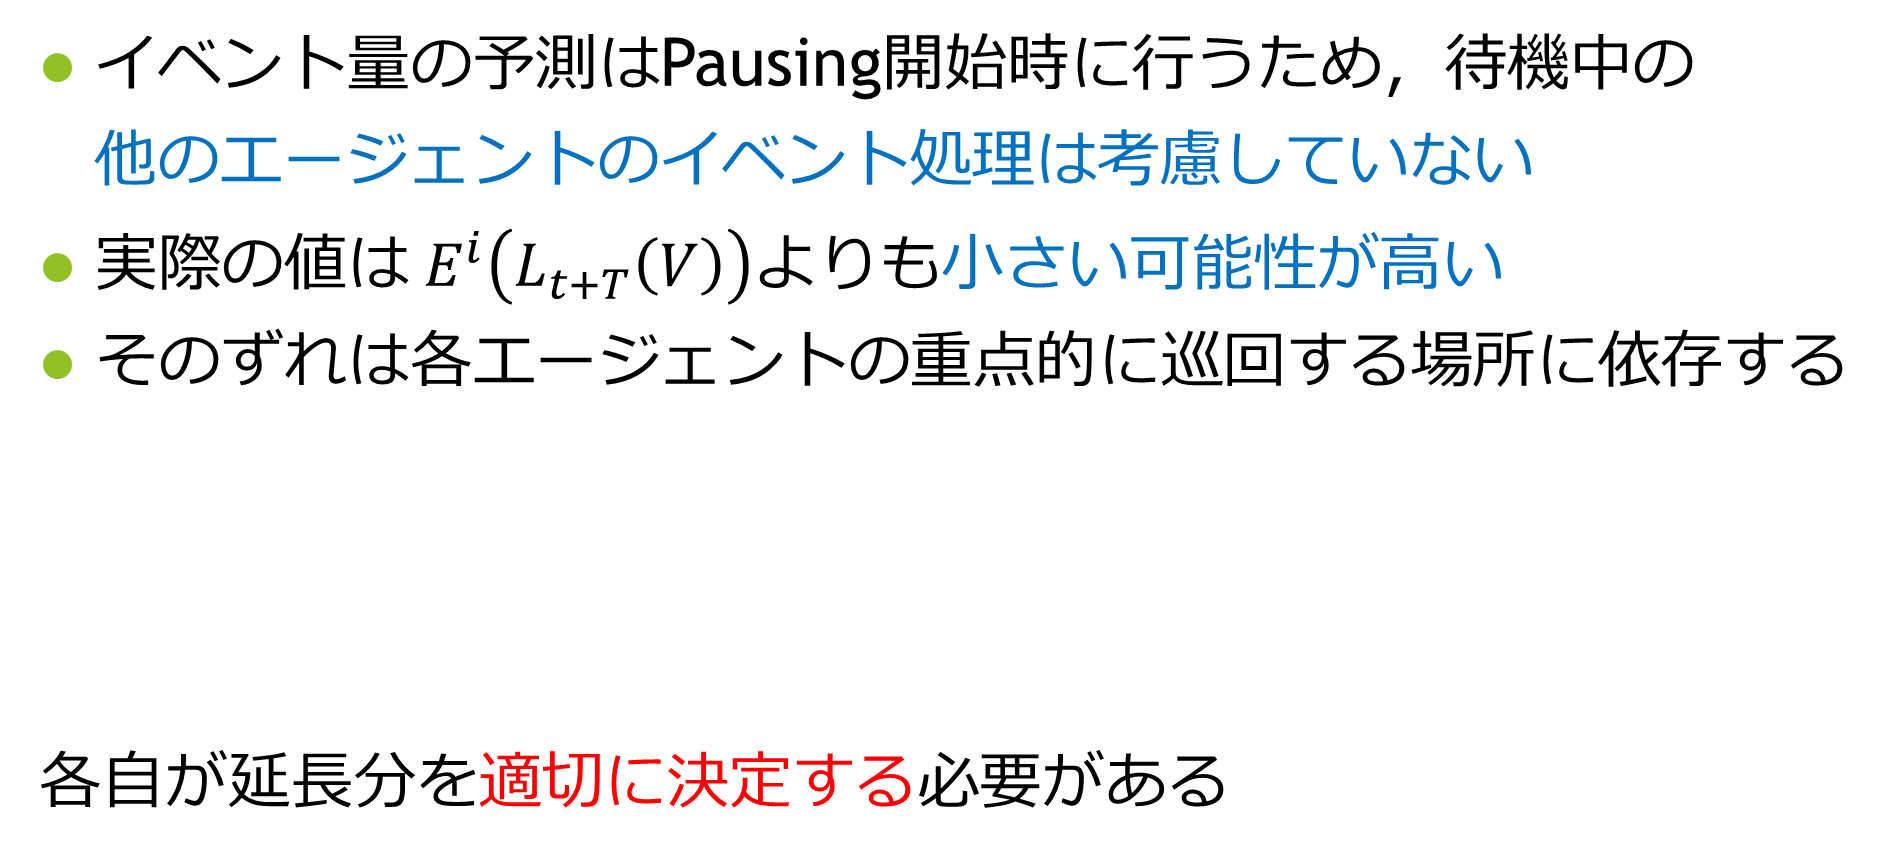 ● イベント量の予測はPausing開始時に行うため，待機中の
他のエージェントのイベント処理は考慮していない
● 実際の値は $E^i(L_{t+T}(V))$よりも小さい可能性が高い
● そのずれは各エージェントの重点的に巡回する場所に依存する
各自が延長分を適切に決定する必要がある